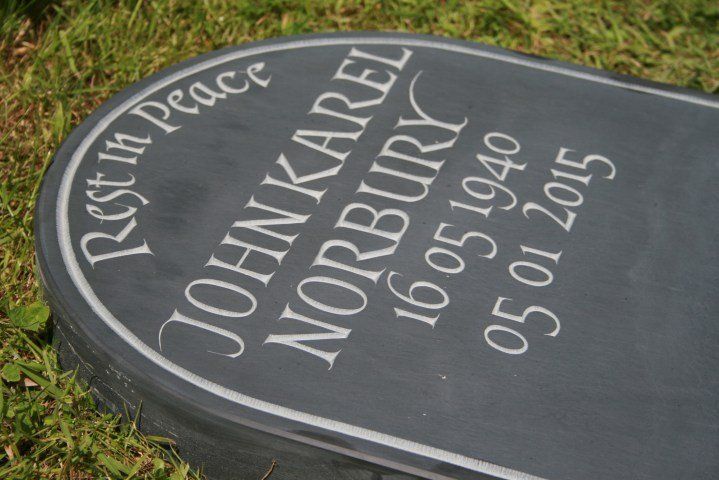 Rest in Peace
JOHN KAREL
NORBURY
16 05 1940
05 01 2015